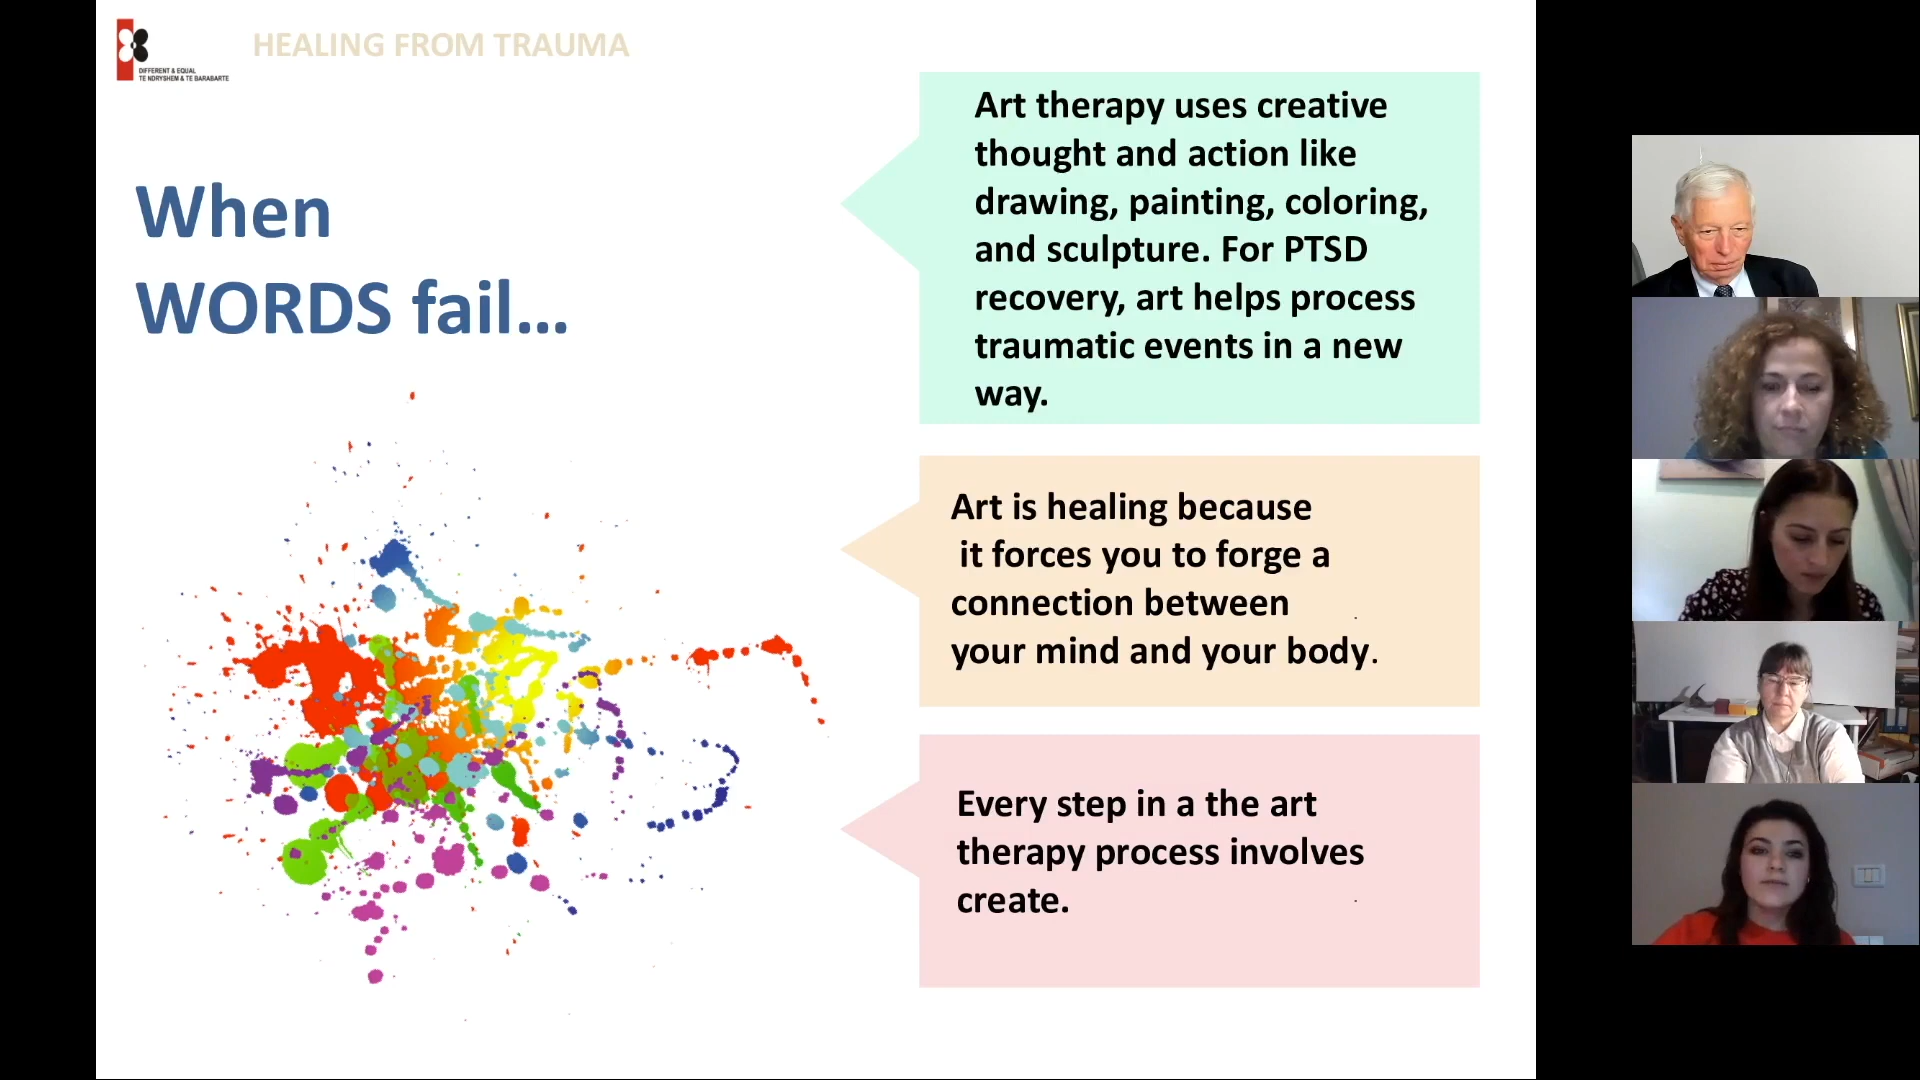 HEALING FROM TRAUMA
DIFFERENT & EQUAL
TE NDRYSHEM & TE BARABARTE
When
WORDS fail...
Art therapy uses creative
thought and action like
drawing, painting, coloring,
and sculpture. For PTSD
recovery, art helps process
traumatic events in a new
way.
Art is healing because
it forces you to forge a
connection between
your mind and your body.
Every step in a the art
therapy process involves
create.